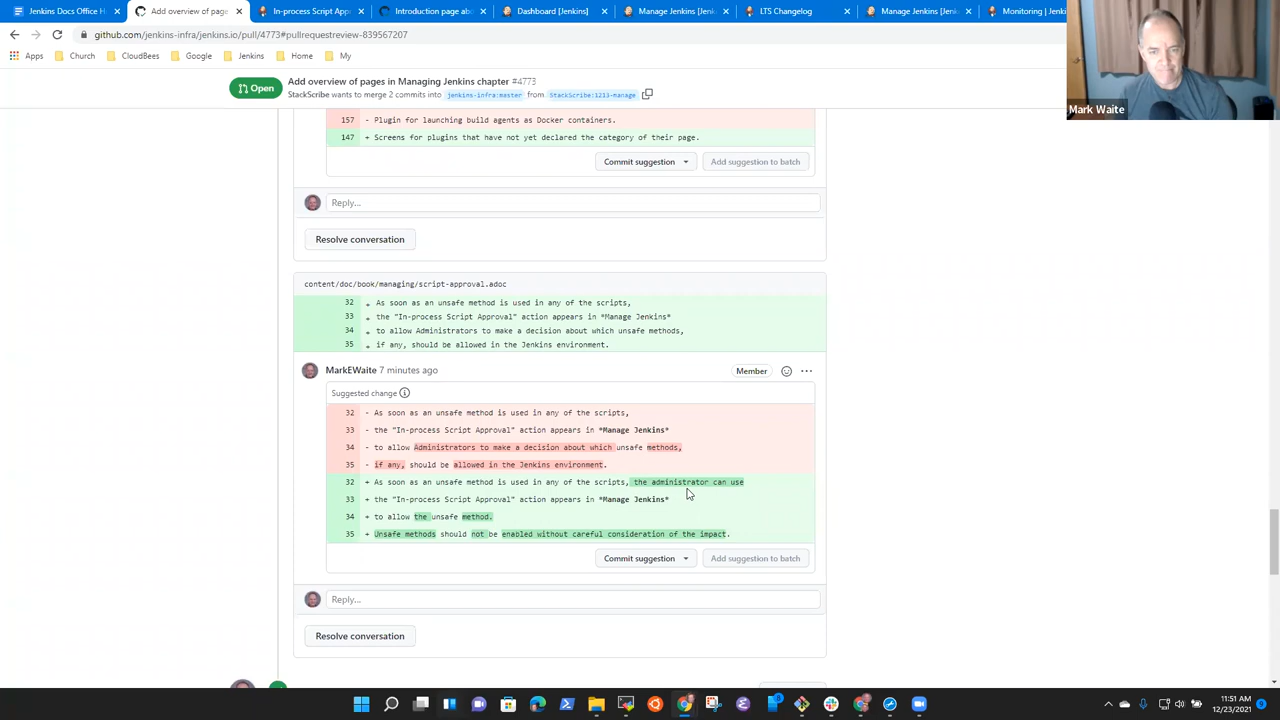 Jenkins Docs Office H
Add overview of page
In-process Script App
Introduction page abo
Dashboard [Jenkins]
Manage Jenkins [Jen
LTS Changelog
Manage Jenkins [Jen
Monitoring | Jenk
github.com/jenkins-infra/jenkins.io/pull/4773#pullrequestreview-839567207
Apps
Church
CloudBees
Google
Jenkins
Home
My
Mark Waite
Open
Add overview of pages in Managing Jenkins chapter #4773
StackScribe wants to merge 2 commits into jenkins-infra:master from StackScribe:1213-manage
157 - Plugin for launching build agents as Docker containers.
147 + Screens for plugins that have not yet declared the category of their page.
Commit suggestion
Add suggestion to batch
Reply...
Resolve conversation
content/doc/book/managing/script-approval.adoc
32 + As soon as an unsafe method is used in any of the scripts,
33 + the "In-process Script Approval" action appears in *Manage Jenkins*
34 + to allow Administrators to make a decision about which unsafe methods,
35 + if any, should be allowed in the Jenkins environment.
MarkEWaite 7 minutes ago
Member
Suggested change
32 - As soon as an unsafe method is used in any of the scripts,
33 - the "In-process Script Approval" action appears in *Manage Jenkins*
34 - to allow Administrators to make a decision about which unsafe methods,
35 - if any, should be allowed in the Jenkins environment.
32 + As soon as an unsafe method is used in any of the scripts, the administrator can use
33 + the "In-process Script Approval" action appears in *Manage Jenkins*
34 + to allow the unsafe method.
35 + Unsafe methods should not be enabled without careful consideration of the impact.
Commit suggestion
Add suggestion to batch
Reply...
Resolve conversation
11:51 AM
12/23/2021